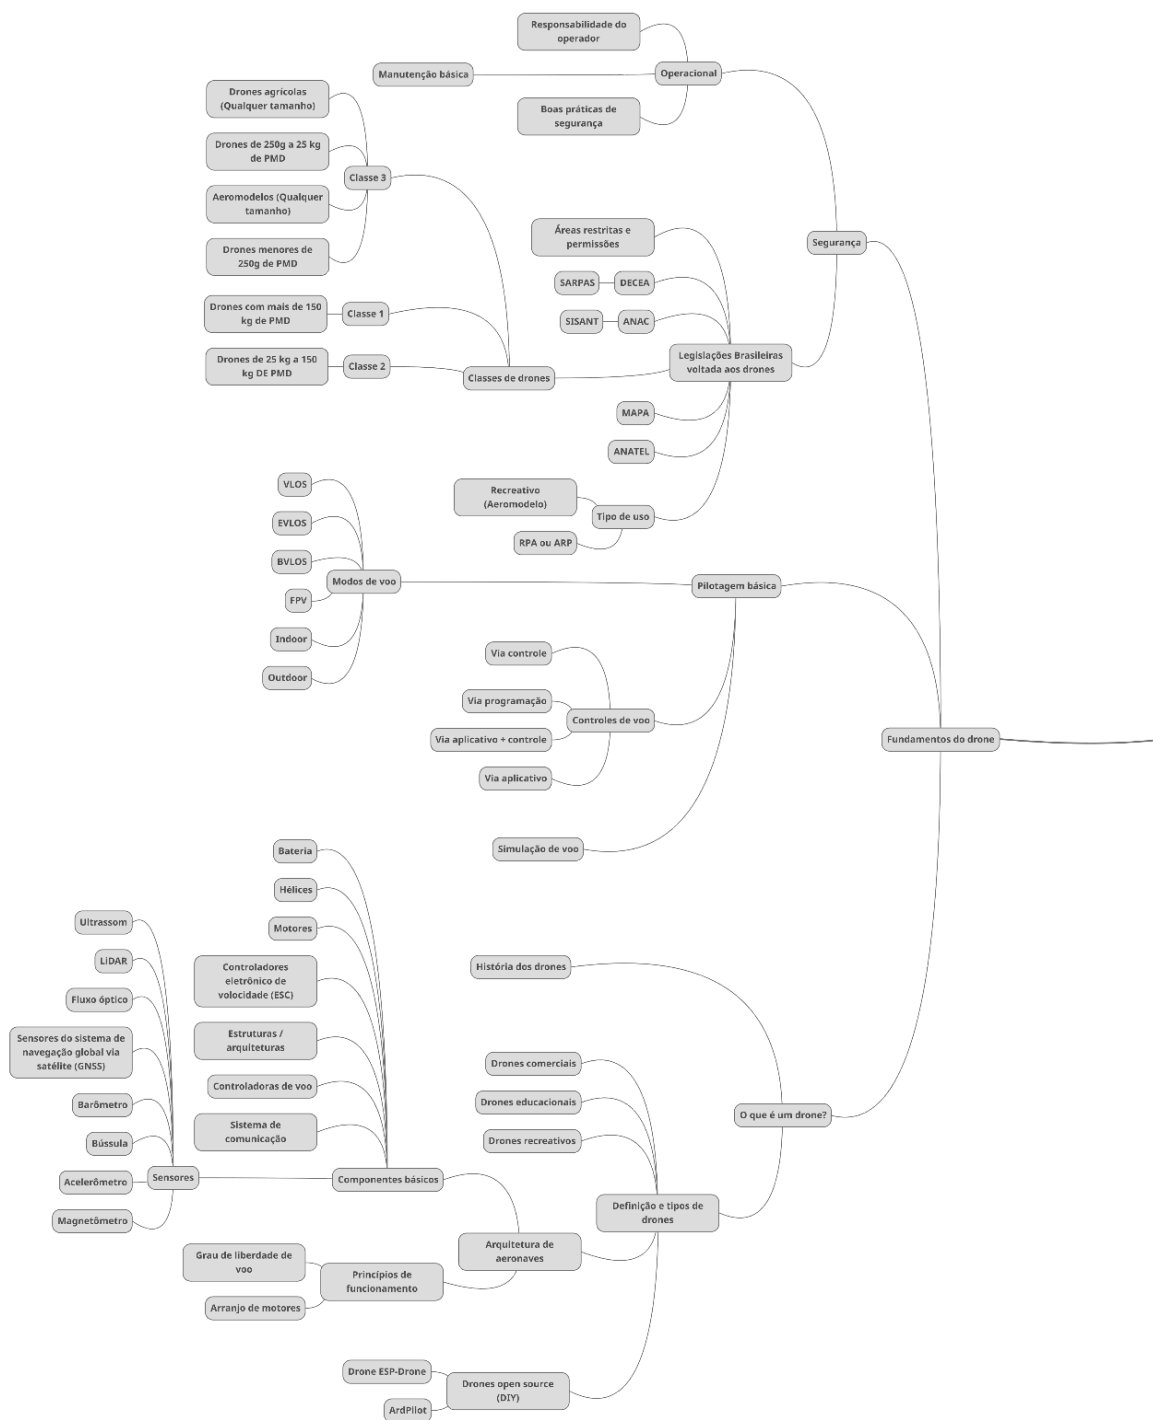 Responsabilidade do
operador
Operacional
Manutenção básica
Boas práticas de
segurança
Drones agrícolas
(Qualquer tamanho)
Drones de 250g a 25 kg
de PMD
Classe 3
Aeromodelos (Qualquer
tamanho)
Drones menores de
250g de PMD
Drones com mais de 150
kg de PMD
Classe 1
Drones de 25 kg a 150
kg DE PMD
Classe 2
Classes de drones
Áreas restritas e
permissões
SARPAS
DECEA
SISANT
ANAC
Legislações Brasileiras
voltada aos drones
MAPA
ANATEL
Recreativo
(Aeromodelo)
Tipo de uso
RPA ou ARP
Segurança
VLOS
EVLOS
BVLOS
Modos de voo
FPV
Indoor
Outdoor
Pilotagem básica
Via controle
Via programação
Controles de voo
Via aplicativo + controle
Via aplicativo
Simulação de voo
Fundamentos do drone
Bateria
Hélices
Motores
Controladores
eletrônico de
volocidade (ESC)
Estruturas /
arquiteturas
Controladoras de voo
Sistema de
comunicação
Ultrassom
LiDAR
Fluxo óptico
Sensores do sistema de
navegação global via
satélite (GNSS)
Barômetro
Bússula
Sensores
Acelerômetro
Magnetômetro
Componentes básicos
Grau de liberdade de
voo
Princípios de
funcionamento
Arranjo de motores
Arquitetura de
aeronaves
História dos drones
Drones comerciais
Drones educacionais
Drones recreativos
O que é um drone?
Definição e tipos de
drones
Drone ESP-Drone
Drones open source
(DIY)
ArdPilot